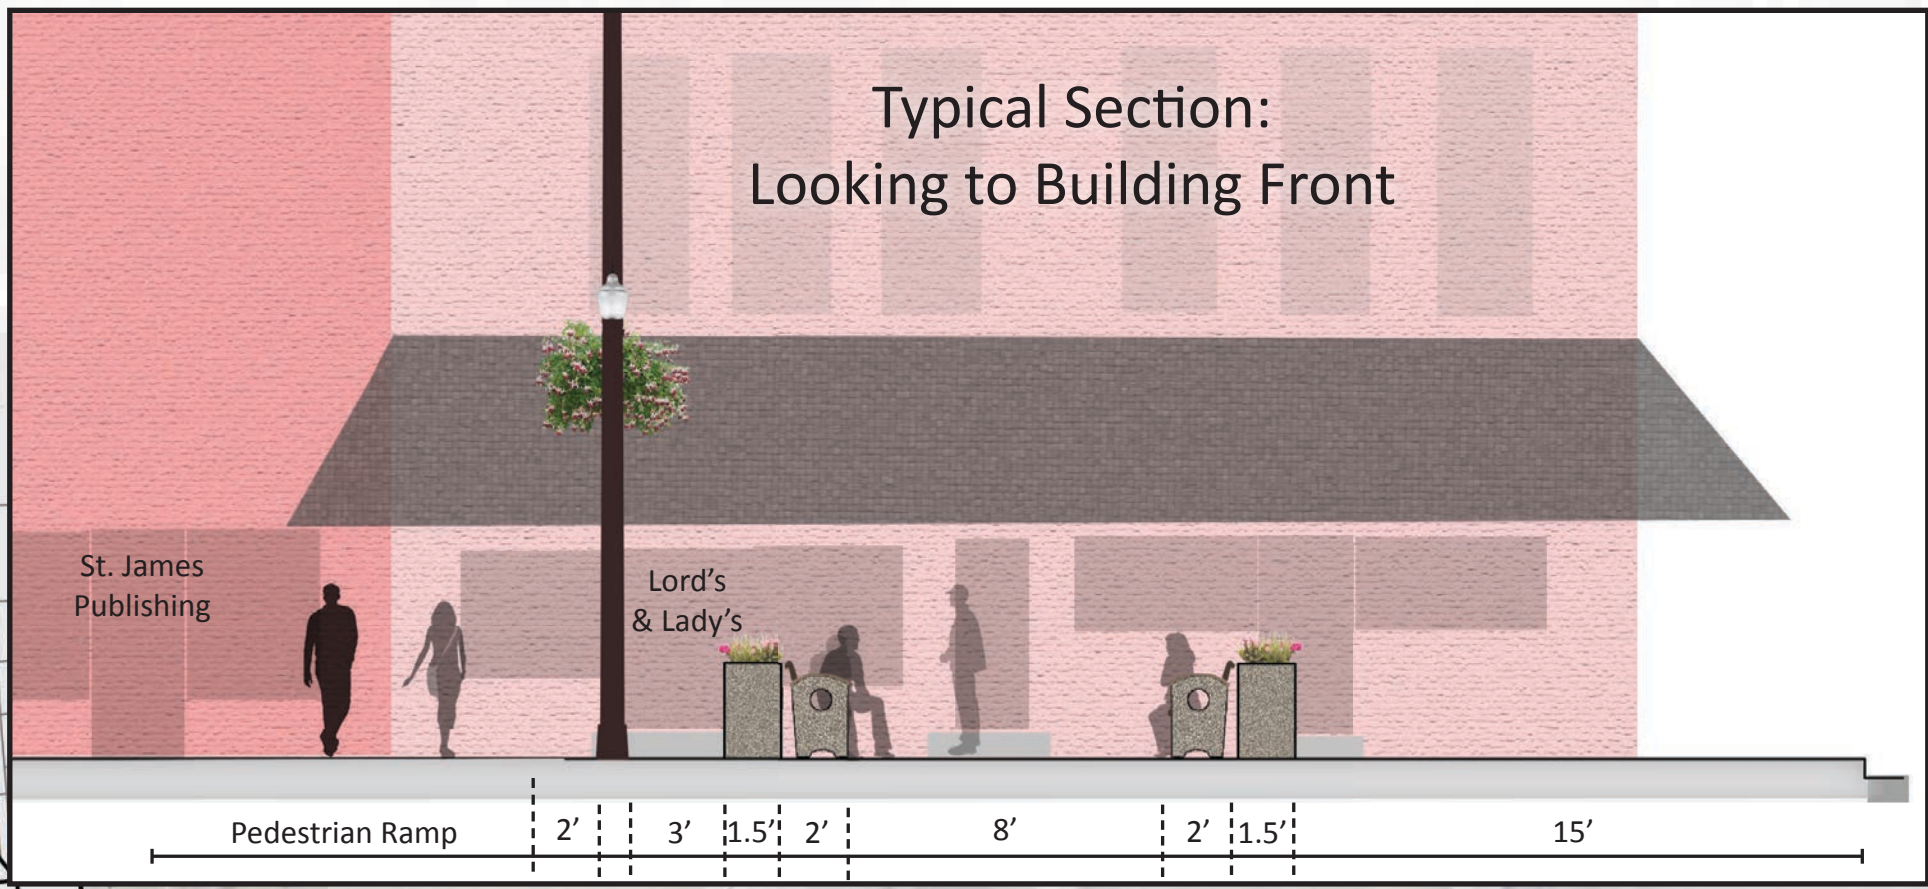 Typical Section:
Looking to Building Front
St. James
Publishing
Lord’s
& Lady’s
Pedestrian Ramp
2’
3’
1.5’
2’
8’
2’
1.5’
15’